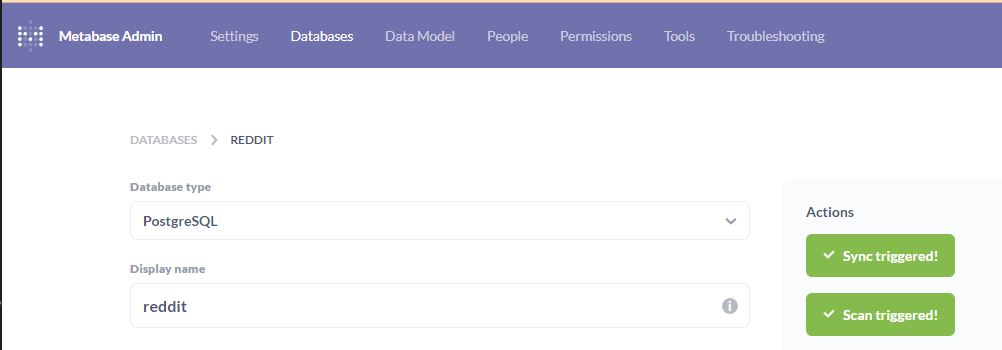 Metabase Admin Settings Databases Data Model People Permissions Tools Troubleshooting
DATABASES > REDDIT
Database type
PostgreSQL
Display name
reddit
Actions
Sync triggered!
Scan triggered!